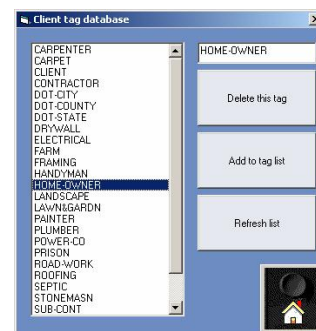 Client tag database
CARPENTER
CARPET
CLIENT
CONTRACTOR
DOT-CITY
DOT-COUNTY
DOT-STATE
DRYWALL
ELECTRICAL
FARM
FRAMING
HANDYMAN
HOME-OWNER
LANDSCAPE
LAWN&GARDN
PAINTER
PLUMBER
POWER-CO
PRISON
ROAD-WORK
ROOFING
SEPTIC
STONEMASN
SUB-CONT
HOME-OWNER
Delete this tag
Add to tag list
Refresh list